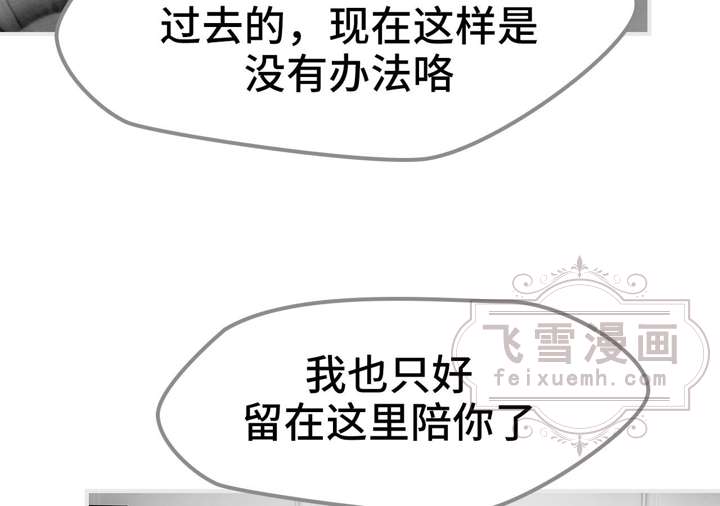 过去的，现在这样是
没有办法咯
飞雪漫画
feixuemh.com
我也只好
留在这里陪你了